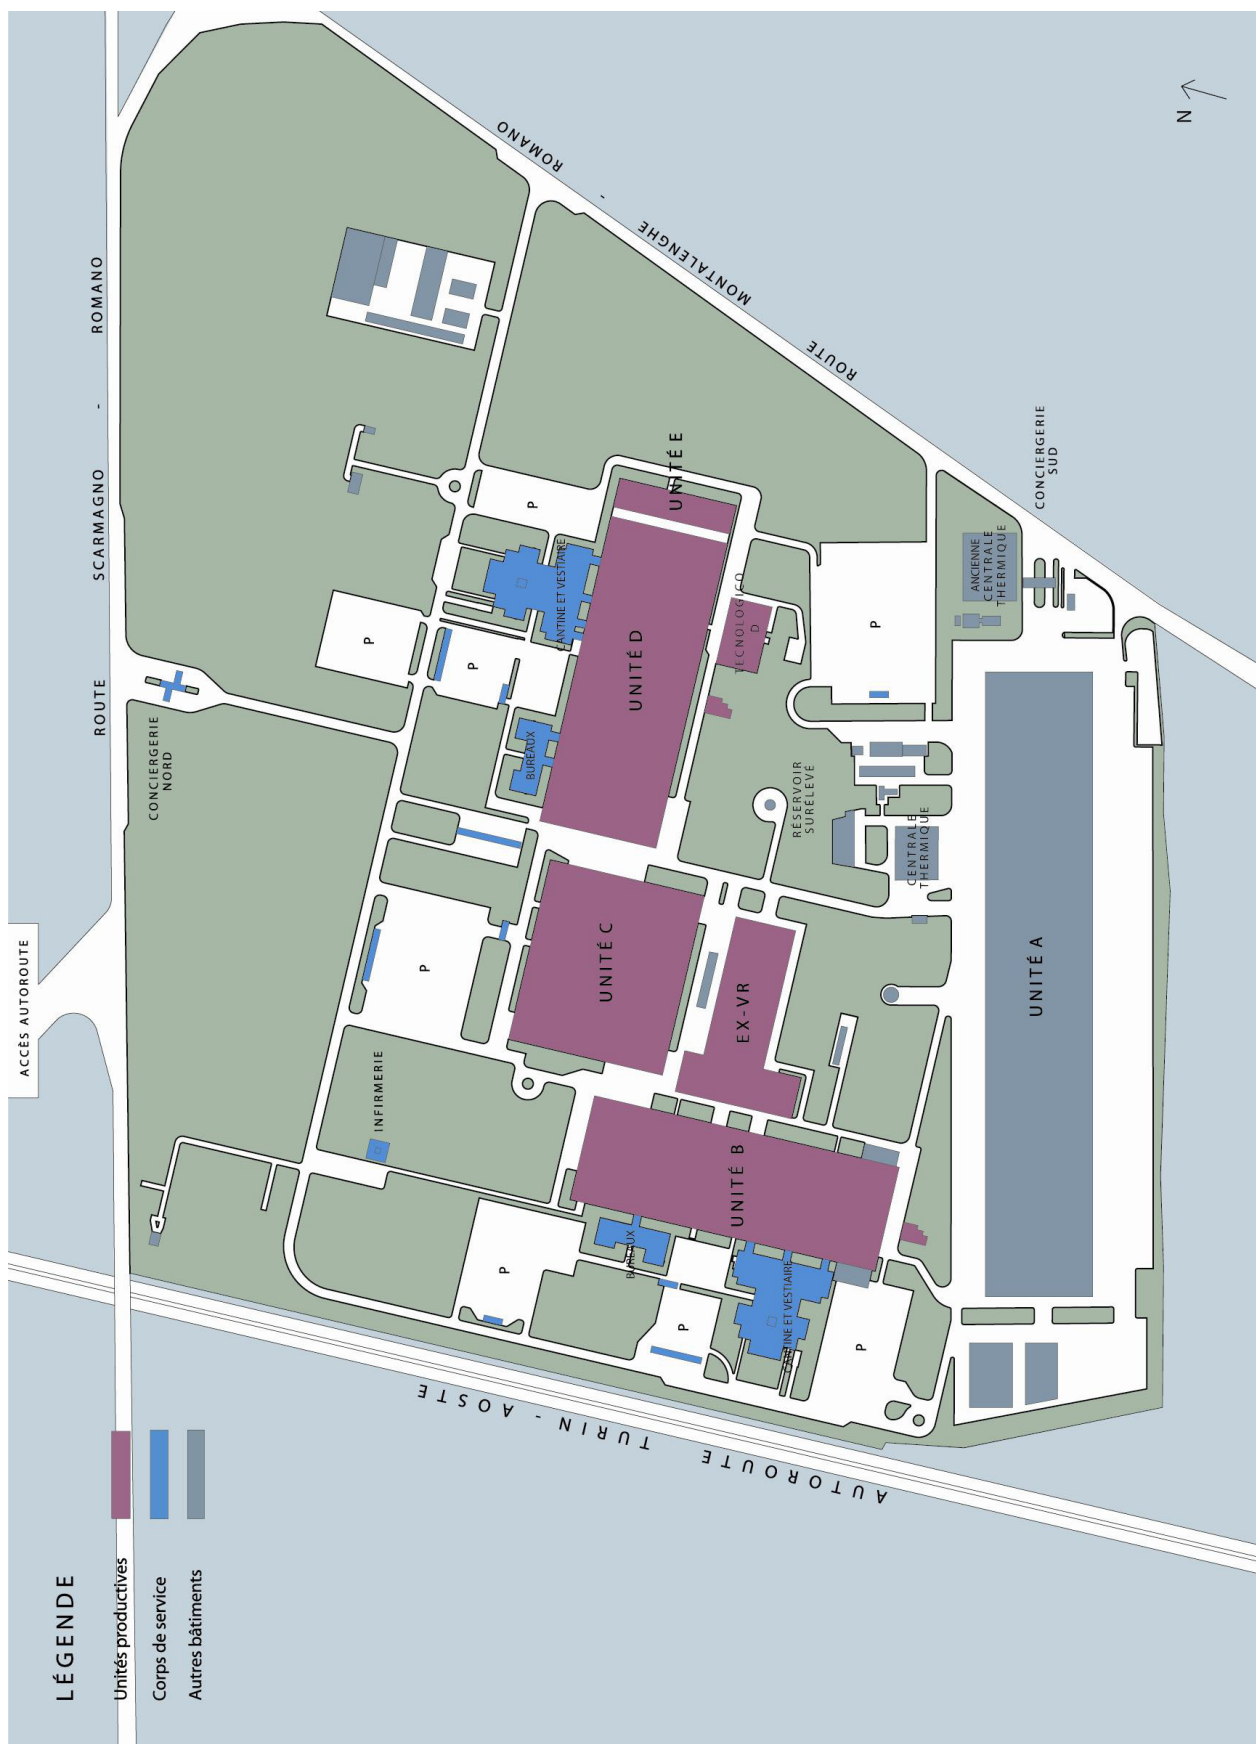 LÉGENDE
Unités productives
Corps de service
Autres bâtiments
ACCÈS AUTOROUTE
ROUTE SCARMAGNO - ROMANO
CONCIERGERIE
NORD
INFIRMERIE
P
P
P
P
P
P
P
P
P
BUREAUX
CANTINE ET VESTIAIRE
UNITÉ B
EX-VR
UNITÉ C
BUREAUX
CANTINE ET VESTIAIRE
UNITÉ D
UNITÉ E
TECNOLOGICO
D
RÉSERVOIR
SURÉLEVÉ
CENTRALE
THERMIQUE
UNITÉ A
ANCIENNE
CENTRALE
THERMIQUE
CONCIERGERIE
SUD
ROUTE MONTALENGHE - ROMANO
AUTOROUTE TURIN - AOSTE
N